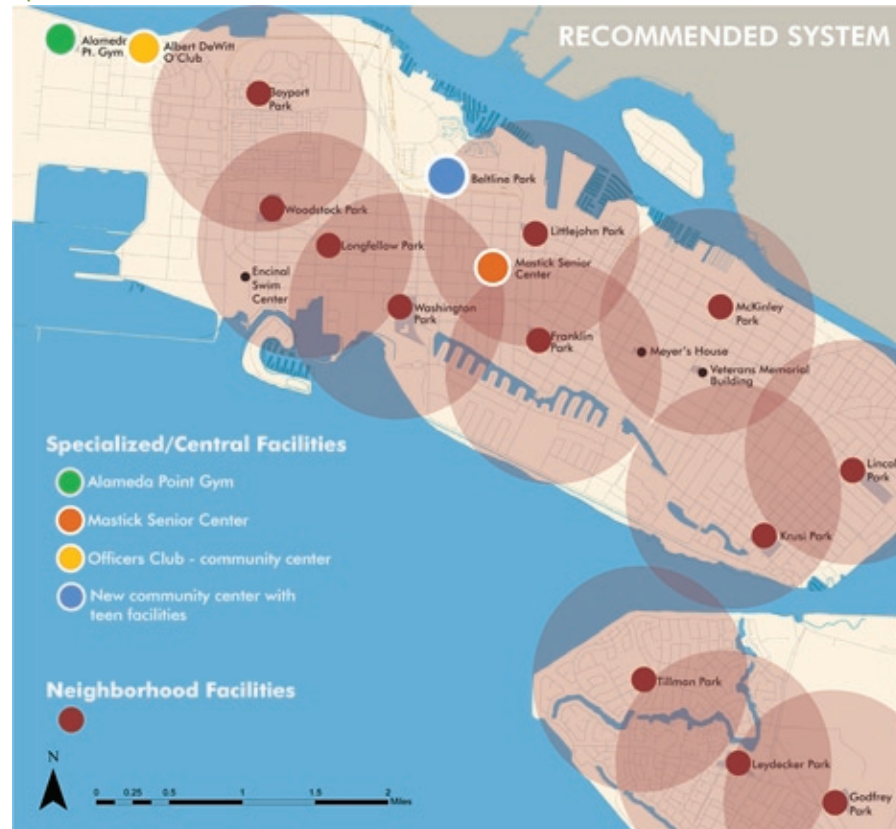 RECOMMENDED SYSTEM
Alameda
Pt. Gym
Albert DeWitt
O'Club
Bayport
Park
Beltline Park
Woodstock Park
Littlejohn Park
Longfellow Park
Mastick Senior
Center
Encinal
Swim
Center
Washington
Park
McKinley
Park
Franklin
Park
Meyer's House
Veterans Memorial
Building
Specialized/Central Facilities
Lincol
Park
Alameda Point Gym
Mastick Senior Center
Krusi Park
Officers Club - community center
New community center with
teen facilities
Neighborhood Facilities
Tillman Park
Leydecker Park
Godfrey
Park
N
0 0.25 0.5 1 1.5 2
Miles